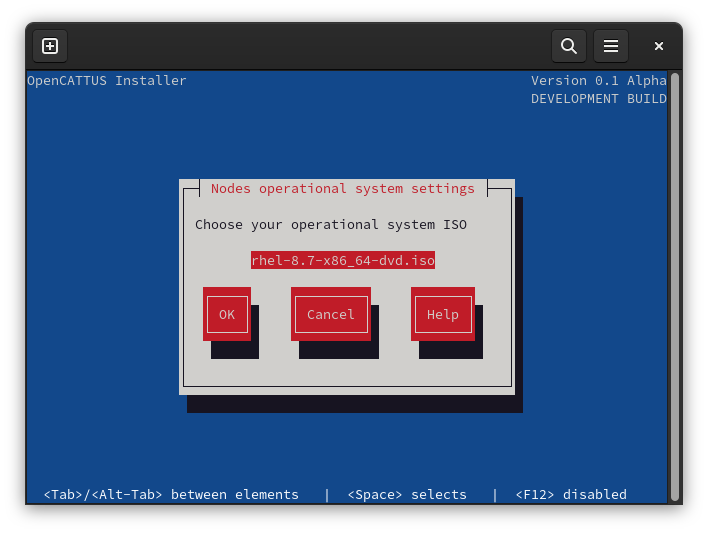 OpenCATTUS Installer Version 0.1 Alpha
DEVELOPMENT BUILD
Nodes operational system settings
Choose your operational system ISO
rhel-8.7-x86_64-dvd.iso
OK Cancel Help
<Tab>/<Alt-Tab> between elements | <Space> selects | <F12> disabled